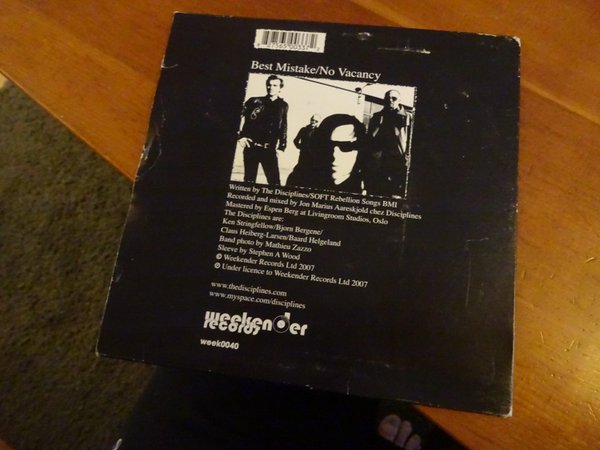 Best Mistake/No Vacancy
Written by The Disciplines/SOFT Rebellion Songs BMI
Recorded and mixed by Jon Marius Aareskjold chez Disciplines
Mastered by Espen Berg at Livingroom Studios, Oslo
The Disciplines are:
Ken Stringfellow/Bjorn Bergene/
Claus Heiberg-Larsen/Baard Helgeland
Band photo by Mathieu Zazzo
Sleeve by Stephen A Wood
© Weekender Records Ltd 2007
℗ Under licence to Weekender Records Ltd 2007
www.thedisciplines.com
www.myspace.com/disciplines
weekender
records
week0040